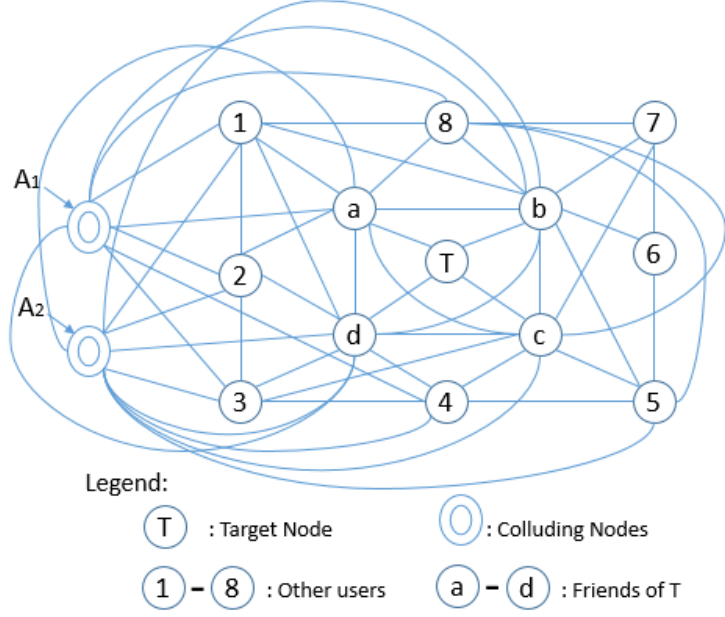 1 8 7
A1
a b
T 6
2
A2
d c
3 4 5
Legend:
T : Target Node : Colluding Nodes
1 – 8 : Other users a – d : Friends of T